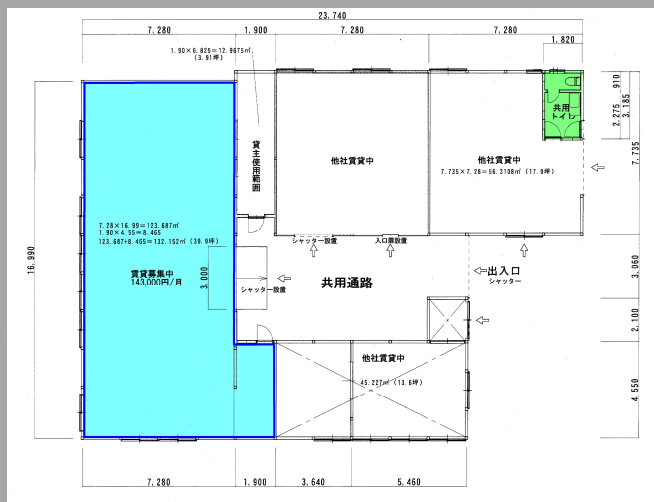 23.740
7.280
1.900
7.280
7.280
1.820
1.90×6.825=12.9675㎡
(3.91坪)
910
2.275
3.185
7.735
共用
トイレ
貸主使用範囲
他社賃貸中
他社賃貸中
7.735×7.28=56.3108㎡ (17.0坪)
7.28×16.99=123.687㎡
1.90×4.55=8.465
123.687+8.465=132.152㎡ (39.9坪)
シャッター設置
入口扉設置
16.990
賃貸募集中
143,000円/月
3.000
シャッター設置
共用通路
出入口
シャッター
3.060
2.100
他社賃貸中
45.227㎡ (13.6坪)
4.550
7.280
1.900
3.640
5.460